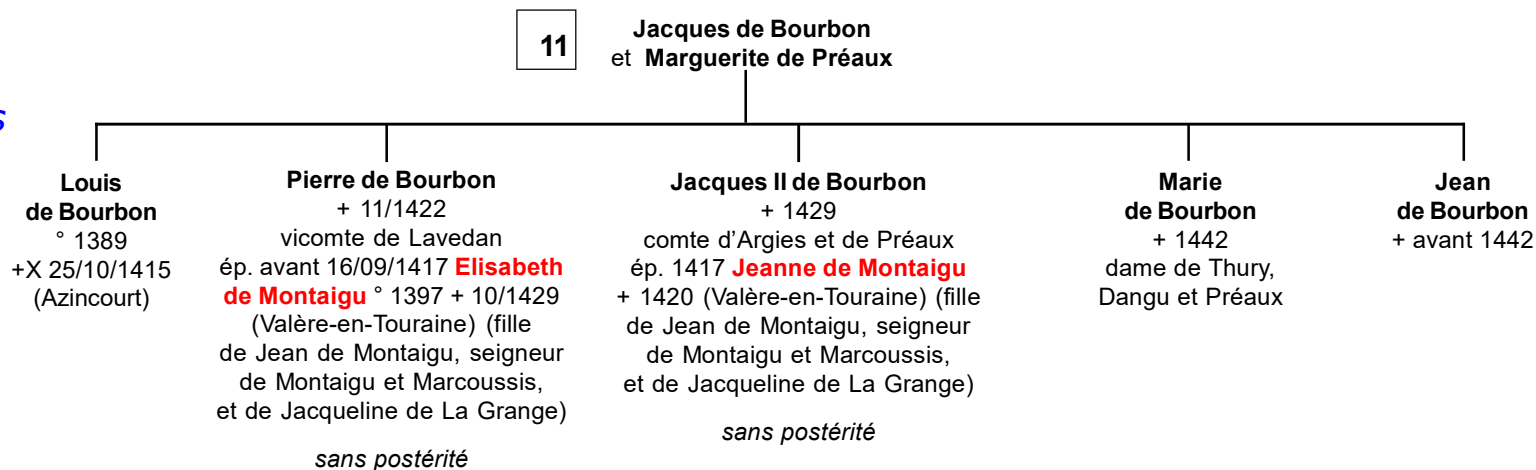 11
Jacques de Bourbon
et Marguerite de Préaux
s
Louis
de Bourbon
° 1389
+X 25/10/1415
(Azincourt)
Pierre de Bourbon
+ 11/1422
vicomte de Lavedan
ép. avant 16/09/1417 Elisabeth
de Montaigu ° 1397 + 10/1429
(Valère-en-Touraine) (fille
de Jean de Montaigu, seigneur
de Montaigu et Marcoussis,
et de Jacqueline de La Grange)
sans postérité
Jacques II de Bourbon
+ 1429
comte d'Argies et de Préaux
ép. 1417 Jeanne de Montaigu
+ 1420 (Valère-en-Touraine) (fille
de Jean de Montaigu, seigneur
de Montaigu et Marcoussis,
et de Jacqueline de La Grange)
sans postérité
Marie
de Bourbon
+ 1442
dame de Thury,
Dangu et Préaux
Jean
de Bourbon
+ avant 1442